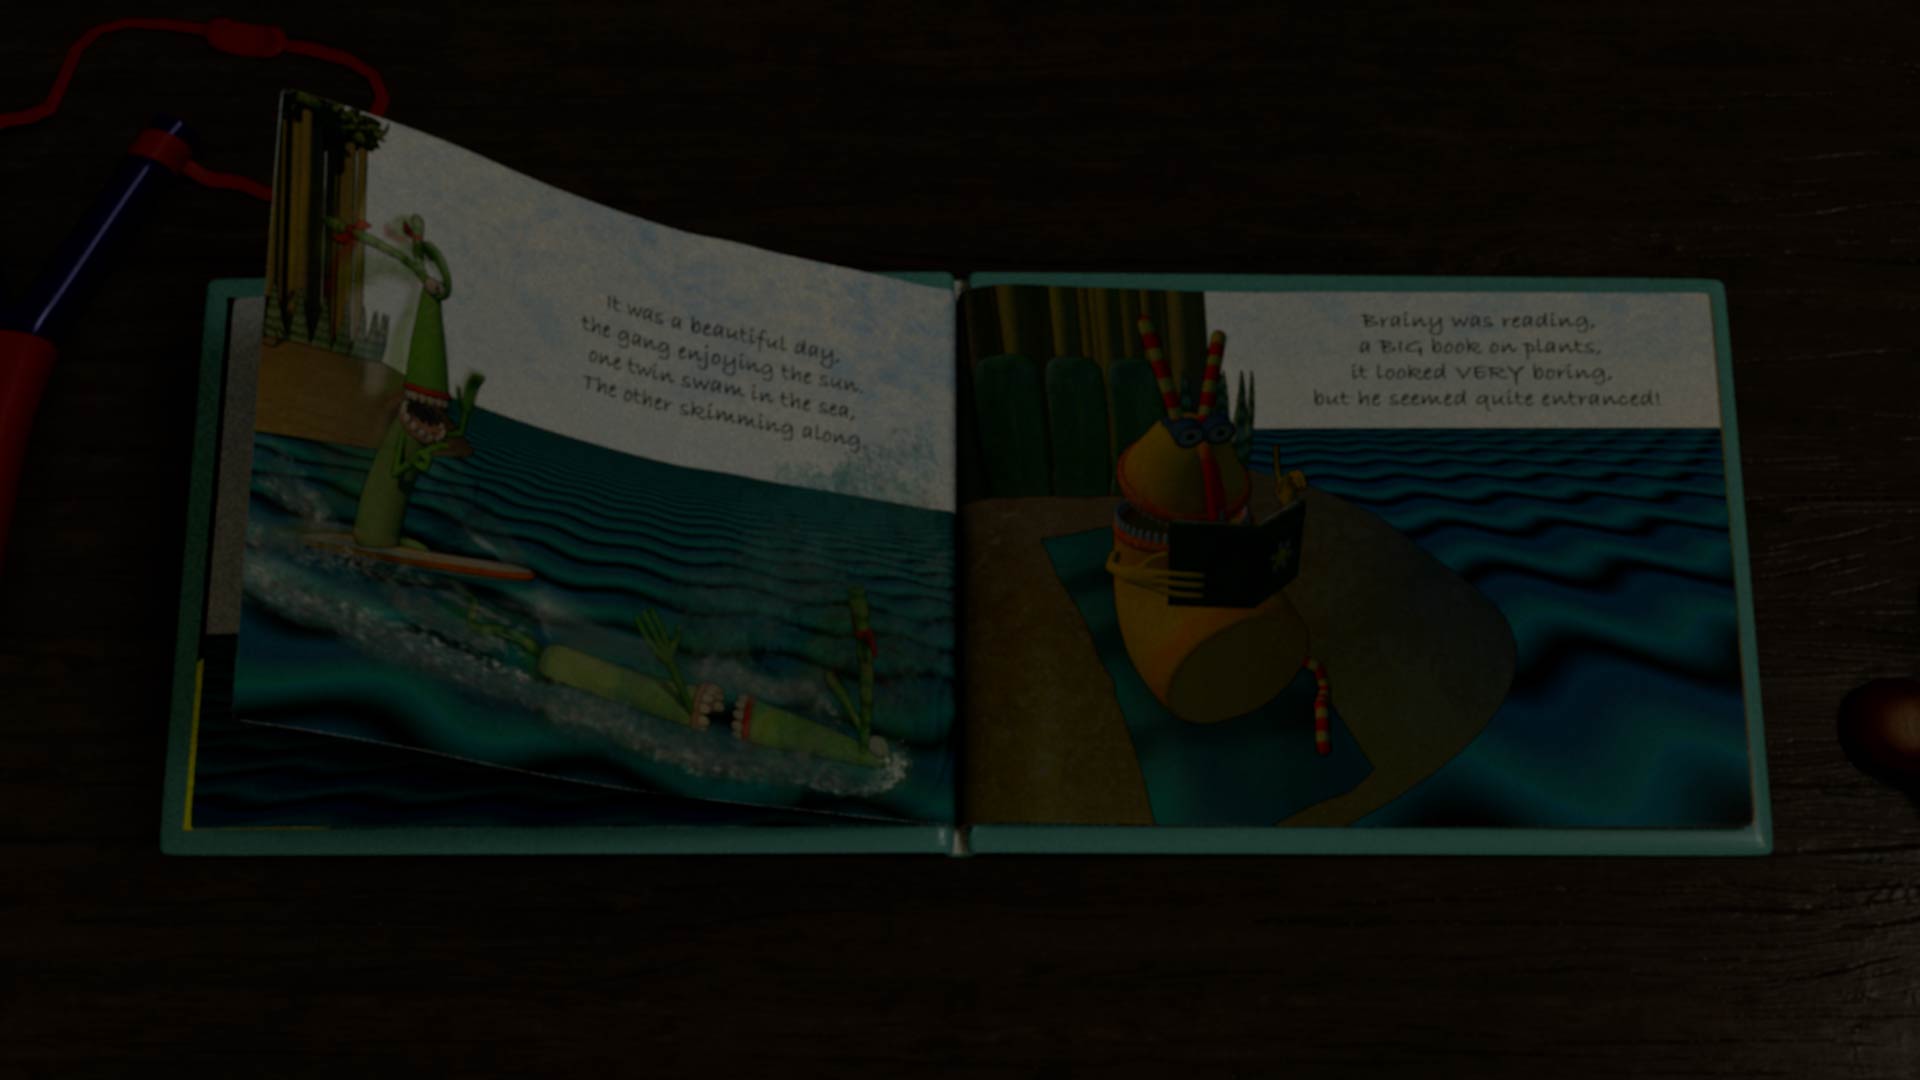 It was a beautiful day,
the gang enjoying the sun.
one twin swam in the sea,
The other skimming along.
Brainy was reading,
a BIG book on plants,
it looked VERY boring,
but he seemed quite entranced!